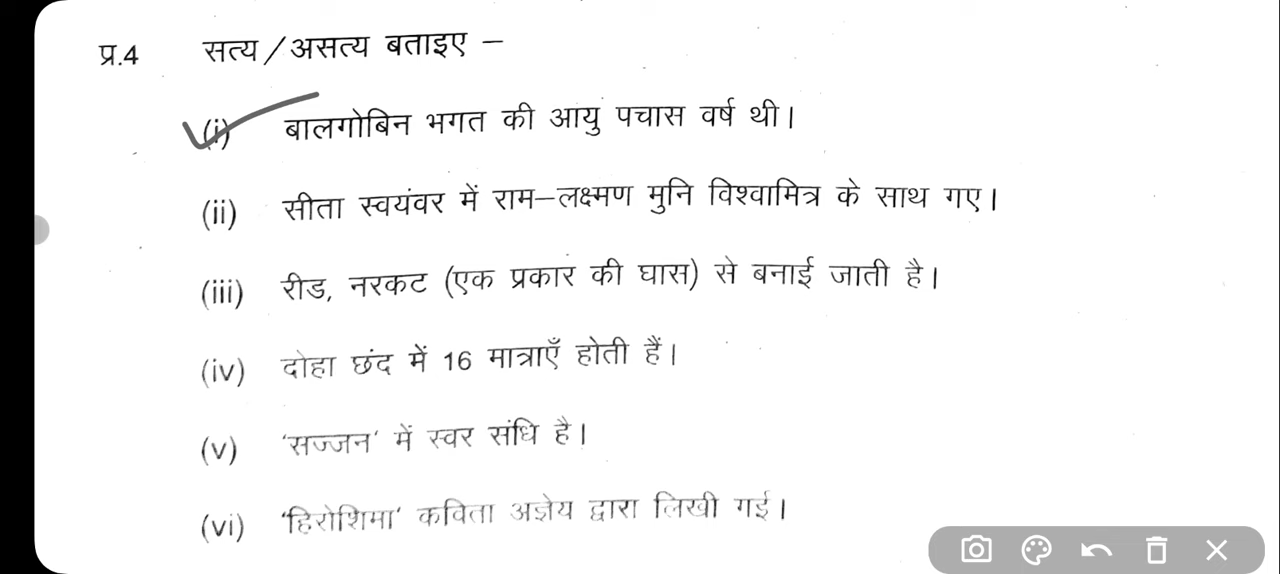 प्र.4 सत्य/असत्य बताइए –
(i) बालगोबिन भगत की आयु पचास वर्ष थी।
(ii) सीता स्वयंवर में राम–लक्ष्मण मुनि विश्वामित्र के साथ गए।
(iii) रीड, नरकट (एक प्रकार की घास) से बनाई जाती है।
(iv) दोहा छंद में 16 मात्राएँ होती हैं।
(v) 'सज्जन' में स्वर संधि है।
(vi) 'हिरोशिमा' कविता अज्ञेय द्वारा लिखी गई।